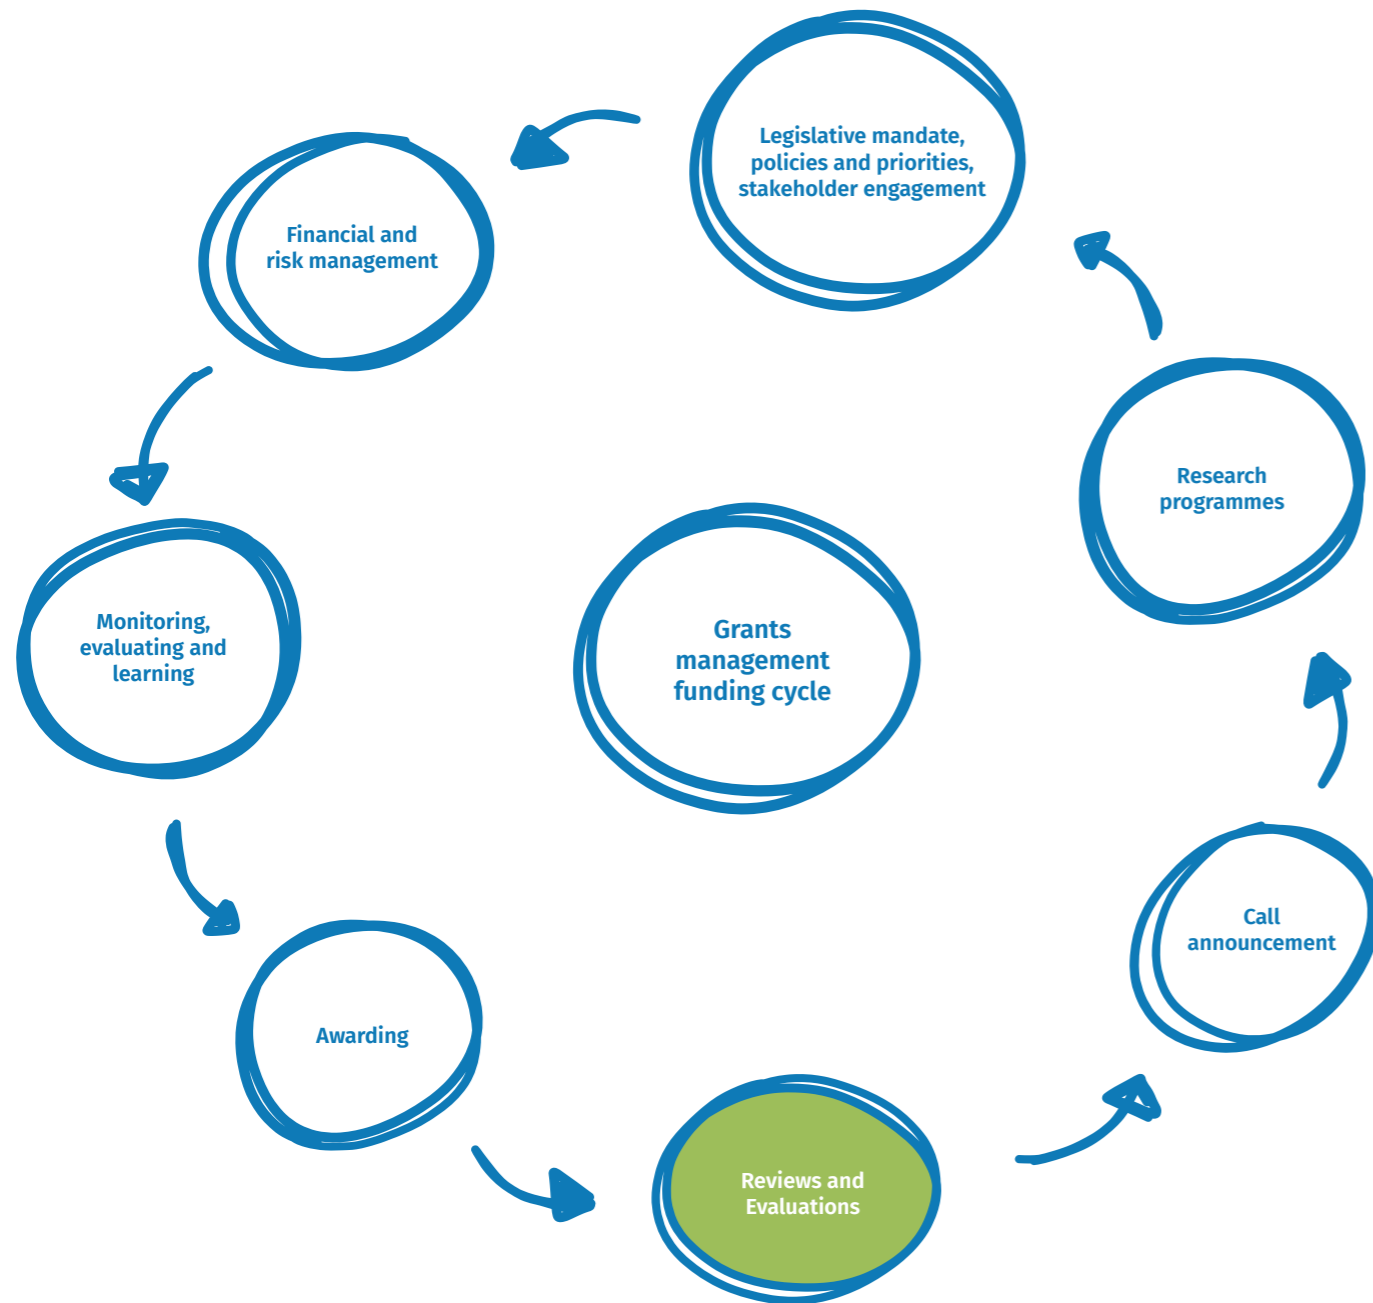 Legislative mandate,
policies and priorities,
stakeholder engagement
Financial and
risk management
Monitoring,
evaluating and
learning
Awarding
Reviews and
Evaluations
Call
announcement
Research
programmes
Grants
management
funding cycle